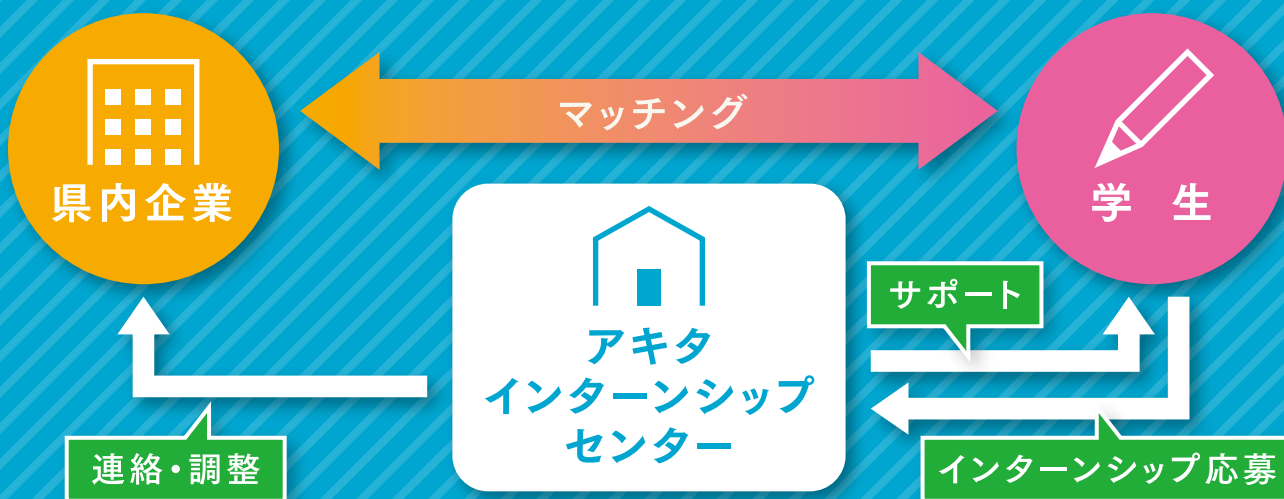 マッチング
県内企業
学 生
アキタ
インターンシップ
センター
サポート
連絡・調整
インターンシップ応募